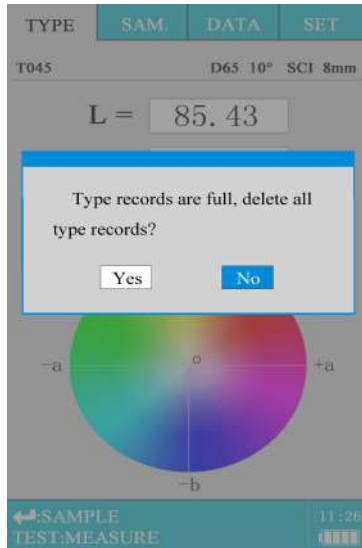 TYPE SAM. DATA SET
T045 D65 10° SCI 8mm
L = 85.43
Type records are full, delete all
type records?
Yes No
-a o +a
-b
↵:SAMPLE 11:26
TEST:MEASURE